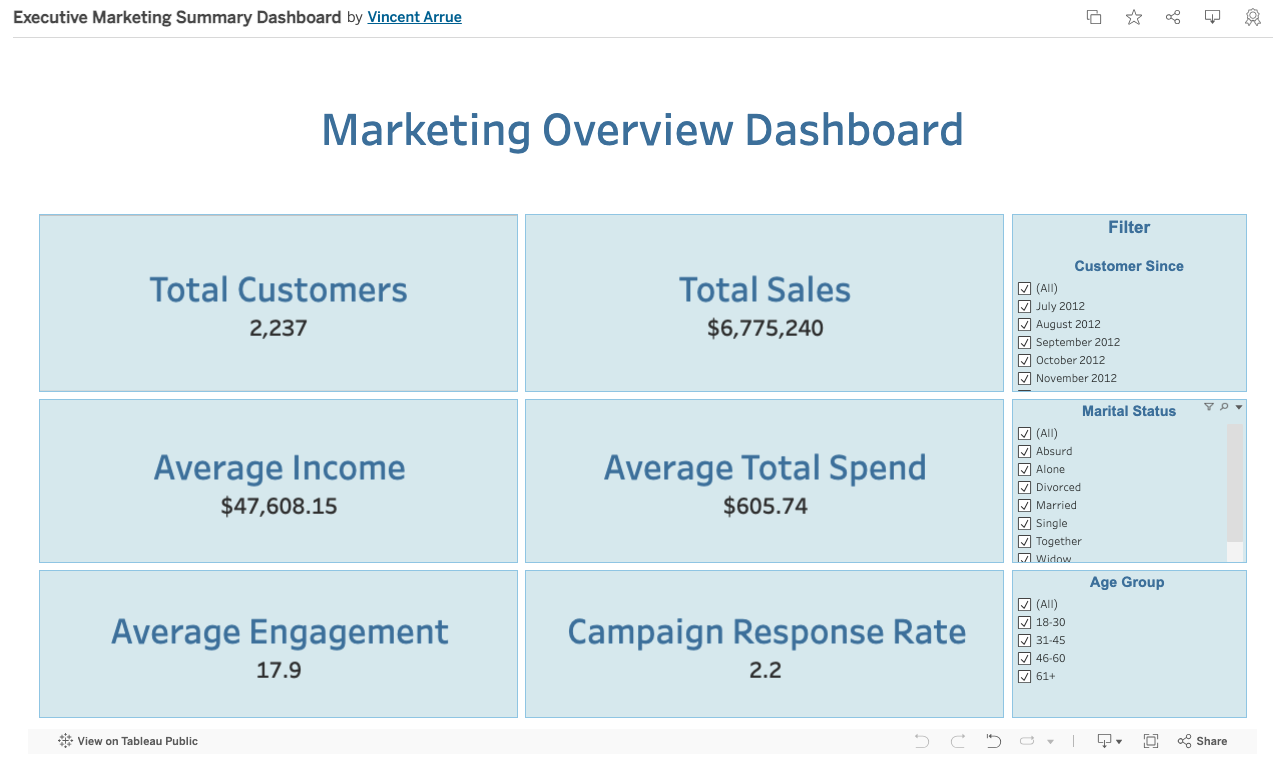 Executive Marketing Summary Dashboard by Vincent Arrue
Marketing Overview Dashboard
Total Customers
2,237
Total Sales
$6,775,240
Filter
Customer Since
(All)
July 2012
August 2012
September 2012
October 2012
November 2012
Average Income
$47,608.15
Average Total Spend
$605.74
Marital Status
(All)
Absurd
Alone
Divorced
Married
Single
Together
Widow
Average Engagement
17.9
Campaign Response Rate
2.2
Age Group
(All)
18-30
31-45
46-60
61+
View on Tableau Public
Share